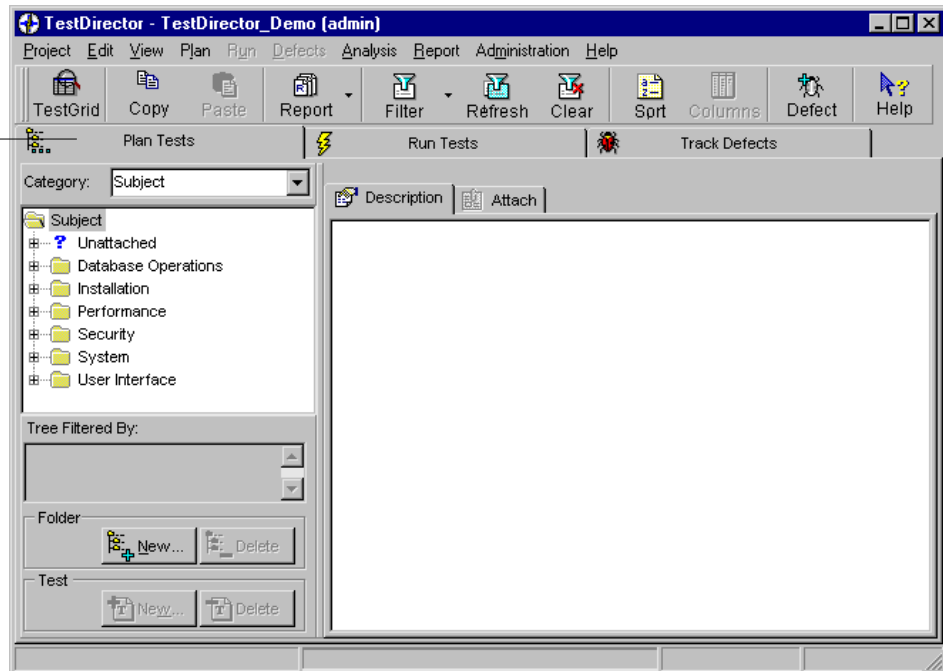 TestDirector - TestDirector_Demo (admin)
Project Edit View Plan Run Defects Analysis Report Administration Help
TestGrid Copy Paste Report Filter Refresh Clear Sort Columns Defect Help
Plan Tests Run Tests Track Defects
Category: Subject
Description Attach
Subject
? Unattached
Database Operations
Installation
Performance
Security
System
User Interface
Tree Filtered By:
Folder
New... Delete
Test
New... Delete